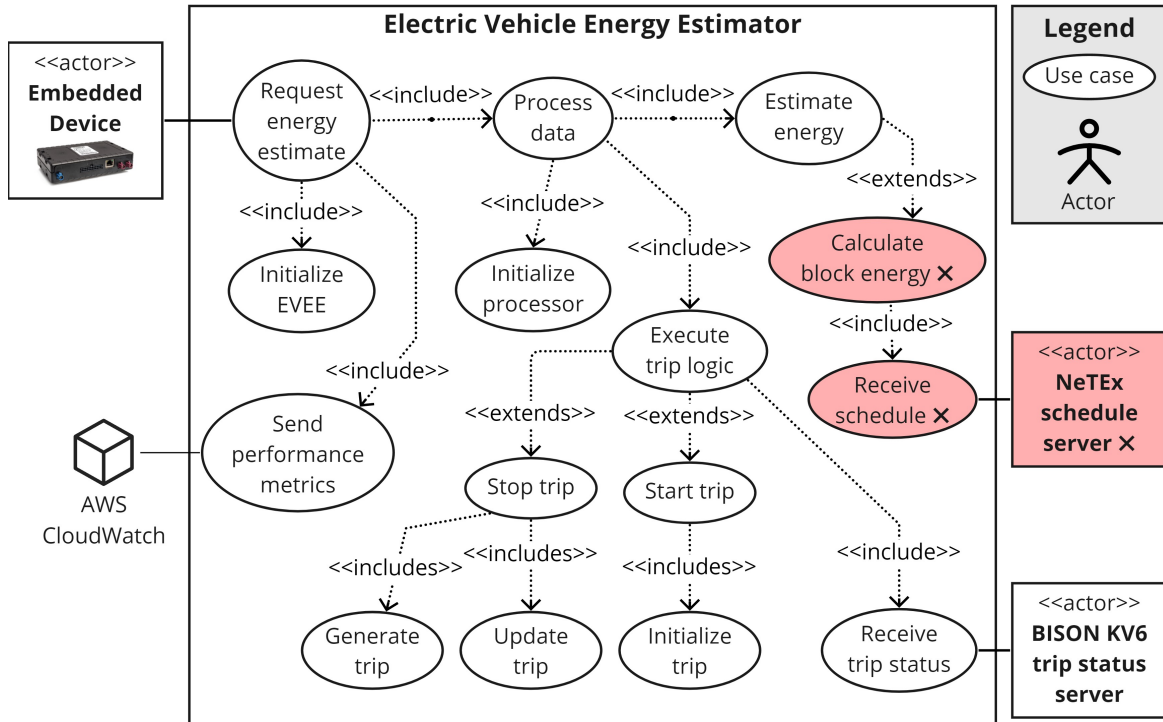 Electric Vehicle Energy Estimator
<<actor>>
Embedded
Device
Request
energy
estimate
<<include>>
Process
data
<<include>>
Estimate
energy
Legend
Use case
Actor
<<include>>
<<include>>
<<include>>
<<extends>>
Initialize
EVEE
Initialize
processor
Calculate
block energy ×
<<include>>
Execute
trip logic
<<include>>
Receive
schedule ×
<<actor>>
NeTEx
schedule
server ×
Send
performance
metrics
AWS
CloudWatch
<<extends>>
<<extends>>
Stop trip
Start trip
<<includes>>
<<includes>>
<<includes>>
<<include>>
Generate
trip
Update
trip
Initialize
trip
Receive
trip status
<<actor>>
BISON KV6
trip status
server